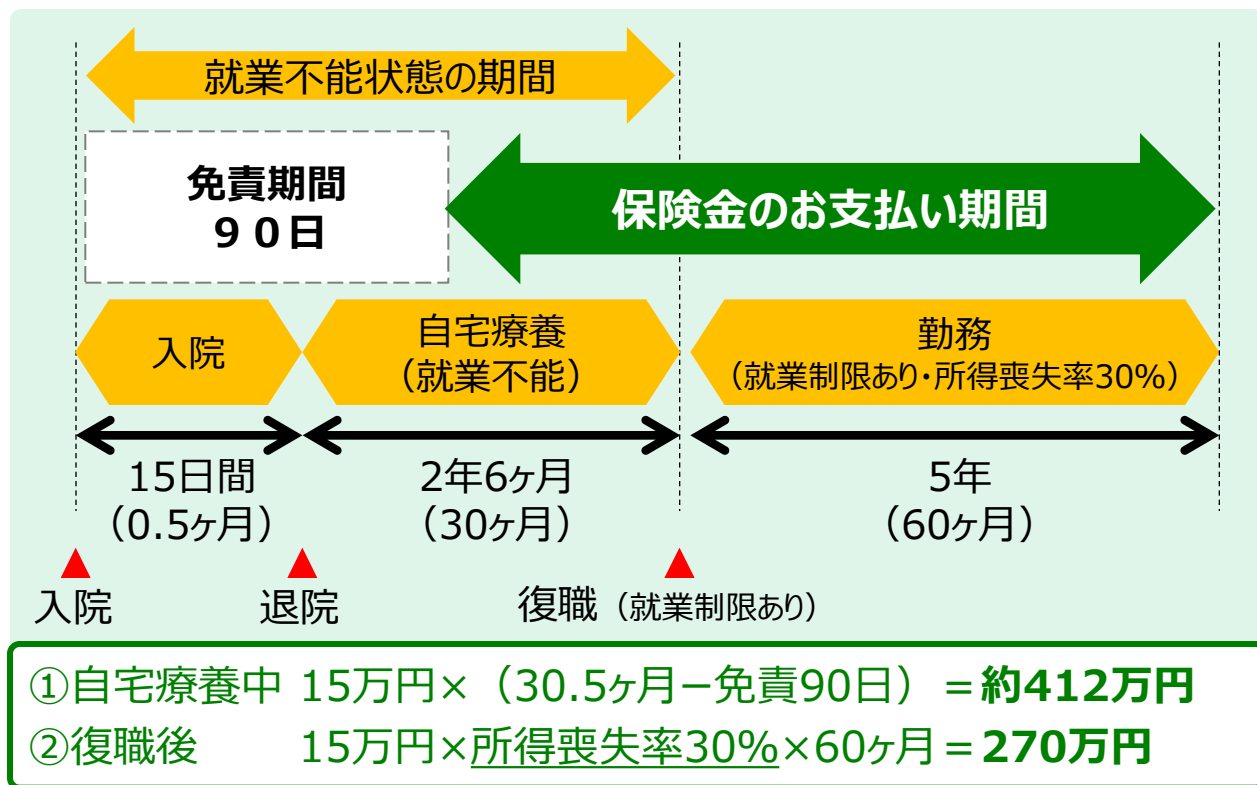 就業不能状態の期間
免責期間
９０日
保険金のお支払い期間
入院
自宅療養
（就業不能）
勤務
（就業制限あり・所得喪失率30%）
15日間
（0.5ヶ月）
2年6ヶ月
（30ヶ月）
5年
（60ヶ月）
入院
退院
復職（就業制限あり）
①自宅療養中 15万円×（30.5ヶ月－免責90日）＝約412万円
②復職後 15万円×所得喪失率30%×60ヶ月＝270万円